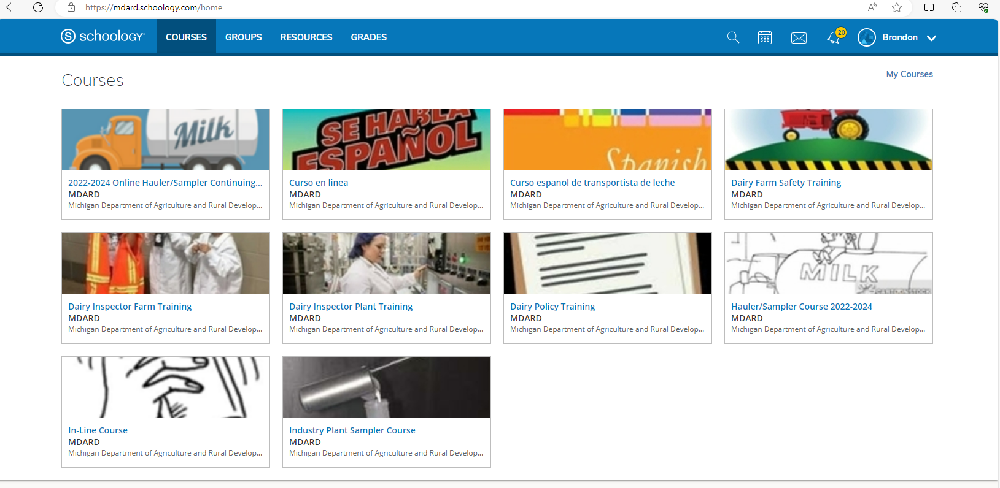 https://mdard.schoology.com/home
S schoology
COURSES
GROUPS
RESOURCES
GRADES
20
Brandon
Courses
My Courses
Milk
SE HABLA
ESPAÑOL
Spanish
2022-2024 Online Hauler/Sampler Continuing...
MDARD
Michigan Department of Agriculture and Rural Develop...
Curso en linea
MDARD
Michigan Department of Agriculture and Rural Develop...
Curso espanol de transportista de leche
MDARD
Michigan Department of Agriculture and Rural Develop...
Dairy Farm Safety Training
MDARD
Michigan Department of Agriculture and Rural Develop...
MILK
CARTOONSTOCK
Dairy Inspector Farm Training
MDARD
Michigan Department of Agriculture and Rural Develop...
Dairy Inspector Plant Training
MDARD
Michigan Department of Agriculture and Rural Develop...
Dairy Policy Training
MDARD
Michigan Department of Agriculture and Rural Develop...
Hauler/Sampler Course 2022-2024
MDARD
Michigan Department of Agriculture and Rural Develop...
In-Line Course
MDARD
Michigan Department of Agriculture and Rural Develop...
Industry Plant Sampler Course
MDARD
Michigan Department of Agriculture and Rural Develop...